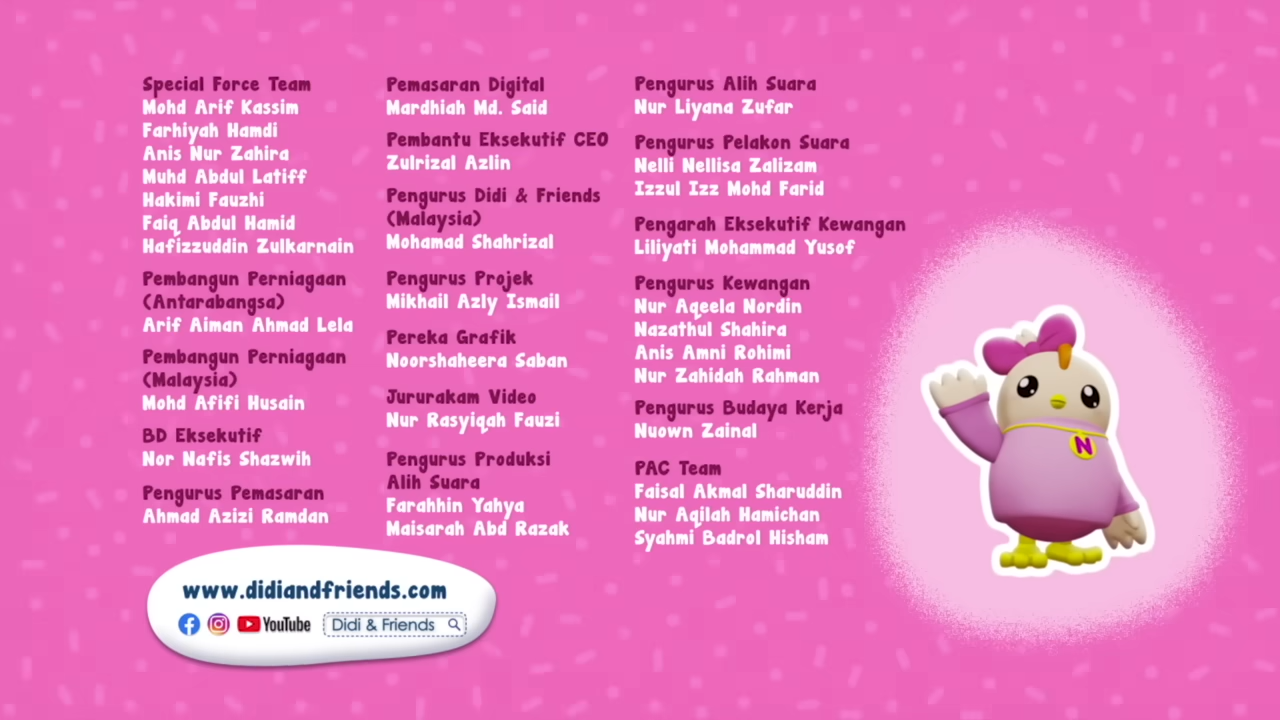 Special Force Team
Mohd Arif Kassim
Farhiyah Hamdi
Anis Nur Zahira
Muhd Abdul Latiff
Hakimi Fauzhi
Faiq Abdul Hamid
Hafizzuddin Zulkarnain
Pembangun Perniagaan
(Antarabangsa)
Arif Aiman Ahmad Lela
Pembangun Perniagaan
(Malaysia)
Mohd Afifi Husain
BD Eksekutif
Nor Nafis Shazwih
Pengurus Pemasaran
Ahmad Azizi Ramdan
Pemasaran Digital
Mardhiah Md. Said
Pembantu Eksekutif CEO
Zulrizal Azlin
Pengurus Didi & Friends
(Malaysia)
Mohamad Shahrizal
Pengurus Projek
Mikhail Azly Ismail
Pereka Grafik
Noorshaheera Saban
Jururakam Video
Nur Rasyiqah Fauzi
Pengurus Produksi
Alih Suara
Farahhin Yahya
Maisarah Abd Razak
Pengurus Alih Suara
Nur Liyana Zufar
Pengurus Pelakon Suara
Nelli Nellisa Zalizam
Izzul Izz Mohd Farid
Pengarah Eksekutif Kewangan
Liliyati Mohammad Yusof
Pengurus Kewangan
Nur Aqeela Nordin
Nazathul Shahira
Anis Amni Rohimi
Nur Zahidah Rahman
Pengurus Budaya Kerja
Nuown Zainal
PAC Team
Faisal Akmal Sharuddin
Nur Aqilah Hamichan
Syahmi Badrol Hisham
N
www.didiandfriends.com
YouTube Didi & Friends